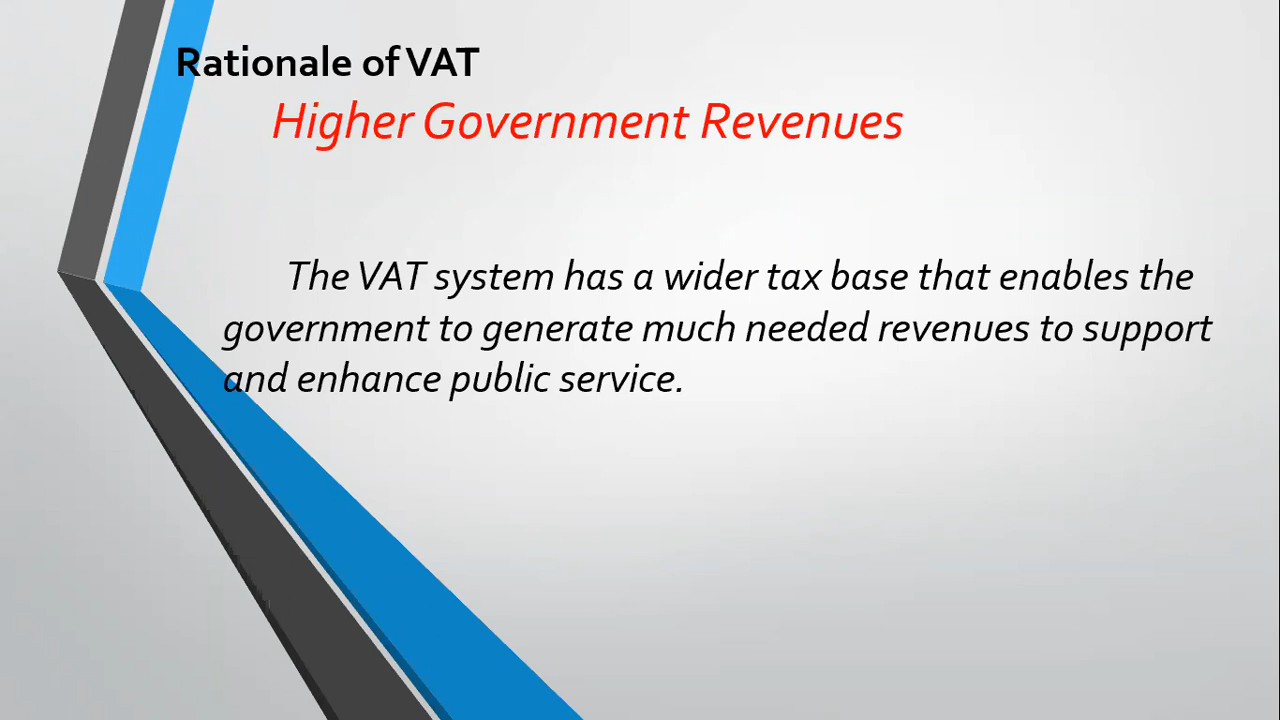 Rationale of VAT
Higher Government Revenues
The VAT system has a wider tax base that enables the
government to generate much needed revenues to support
and enhance public service.